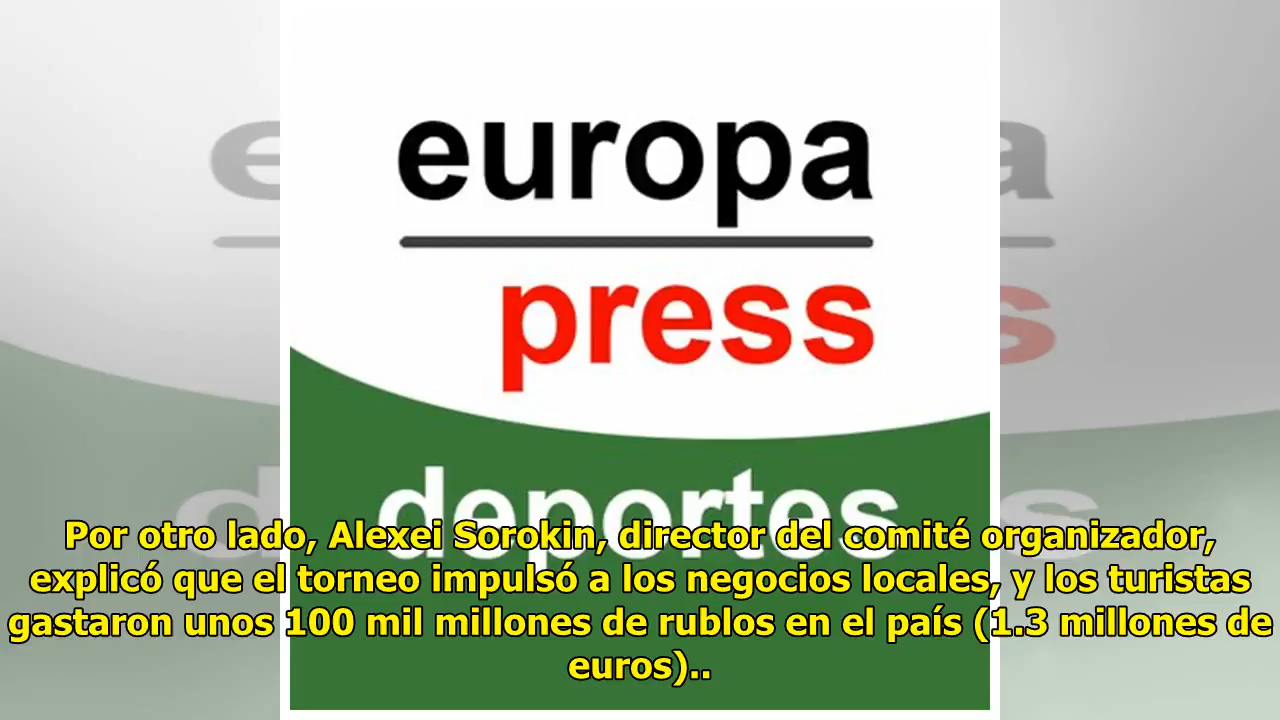 europa
press
deportes
Por otro lado, Alexei Sorokin, director del comité organizador,
explicó que el torneo impulsó a los negocios locales, y los turistas
gastaron unos 100 mil millones de rublos en el país (1.3 millones de
euros)..